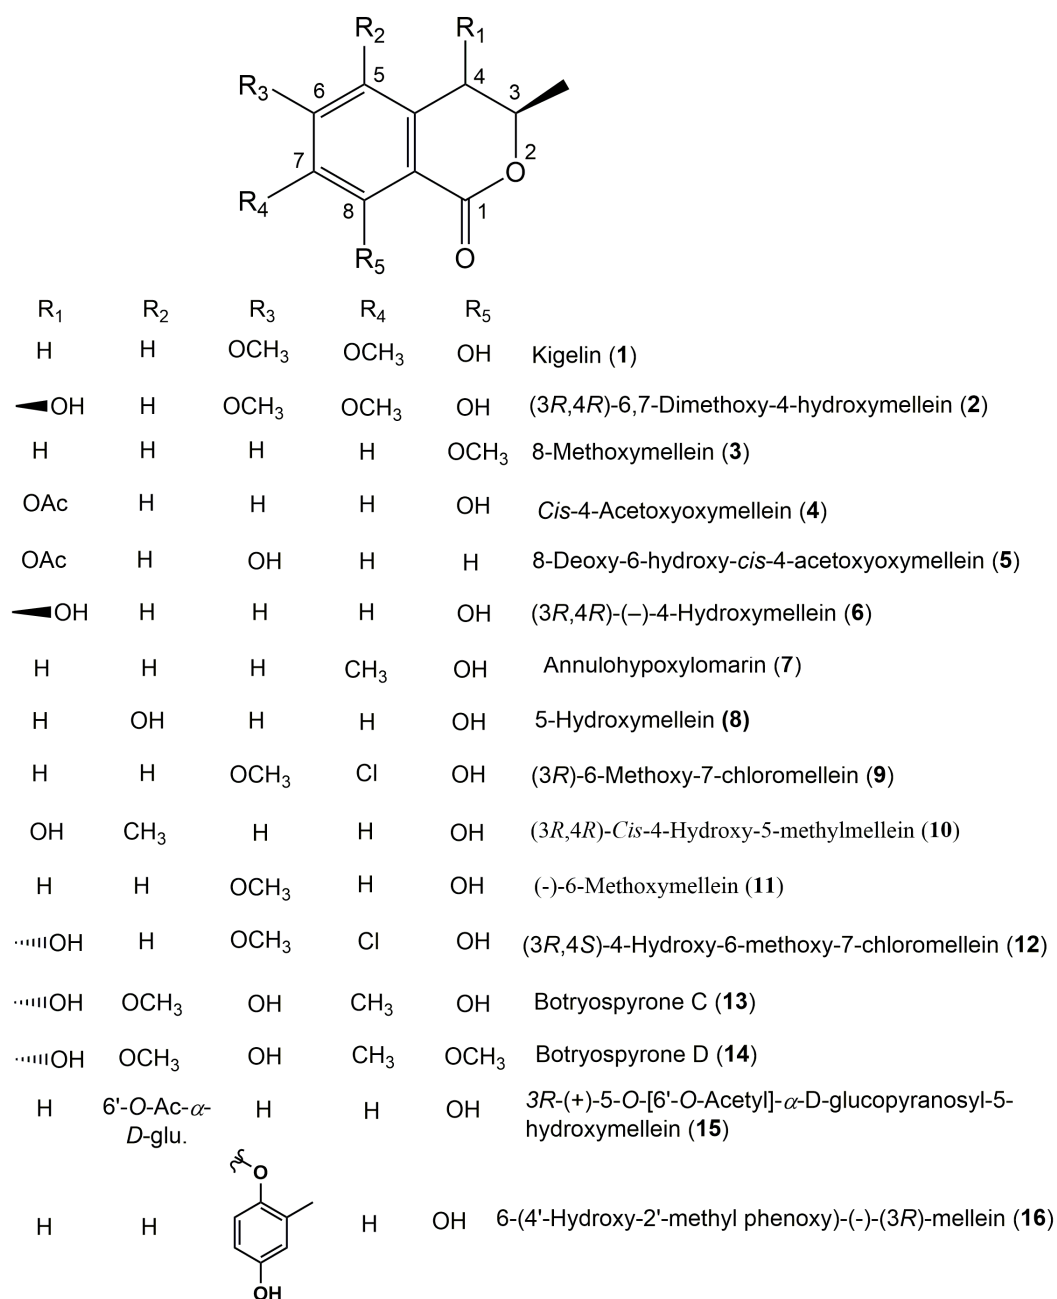 R₂ R₁
R₃ 6 5 4 3
7 2
O
R₄ 8 1
R₅ O
R₁ R₂ R₃ R₄ R₅
H H OCH₃ OCH₃ OH Kigelin (1)
OH H OCH₃ OCH₃ OH (3R,4R)-6,7-Dimethoxy-4-hydroxymellein (2)
H H H H OCH₃ 8-Methoxymellein (3)
OAc H H H OH Cis-4-Acetoxyoxymellein (4)
OAc H OH H H 8-Deoxy-6-hydroxy-cis-4-acetoxyoxymellein (5)
OH H H H OH (3R,4R)-(–)-4-Hydroxymellein (6)
H H H CH₃ OH Annulohypoxylomarin (7)
H OH H H OH 5-Hydroxymellein (8)
H H OCH₃ Cl OH (3R)-6-Methoxy-7-chloromellein (9)
OH CH₃ H H OH (3R,4R)-Cis-4-Hydroxy-5-methylmellein (10)
H H OCH₃ H OH (-)-6-Methoxymellein (11)
OH H OCH₃ Cl OH (3R,4S)-4-Hydroxy-6-methoxy-7-chloromellein (12)
OH OCH₃ OH CH₃ OH Botryospyrone C (13)
OH OCH₃ OH CH₃ OCH₃ Botryospyrone D (14)
H 6'-O-Ac-α- H H OH 3R-(+)-5-O-[6'-O-Acetyl]-α-D-glucopyranosyl-5-
D-glu. hydroxymellein (15)
O
H H H OH 6-(4'-Hydroxy-2'-methyl phenoxy)-(-)-(3R)-mellein (16)
OH